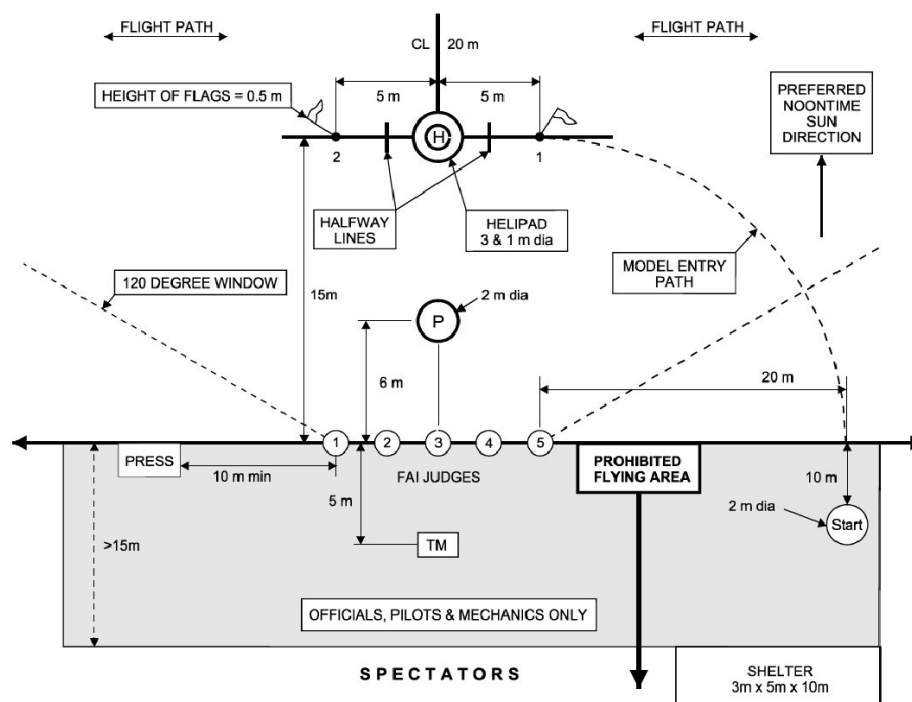 FLIGHT PATH
FLIGHT PATH
CL
20 m
HEIGHT OF FLAGS = 0.5 m
5 m
5 m
PREFERRED
NOONTIME
SUN
DIRECTION
H
2
1
HALFWAY
LINES
HELIPAD
3 & 1 m dia
MODEL ENTRY
PATH
120 DEGREE WINDOW
15m
2 m dia
P
6 m
20 m
1
2
3
4
5
PRESS
10 m min
FAI JUDGES
PROHIBITED
FLYING AREA
10 m
5 m
2 m dia
Start
>15m
TM
OFFICIALS, PILOTS & MECHANICS ONLY
SPECTATORS
SHELTER
3m x 5m x 10m